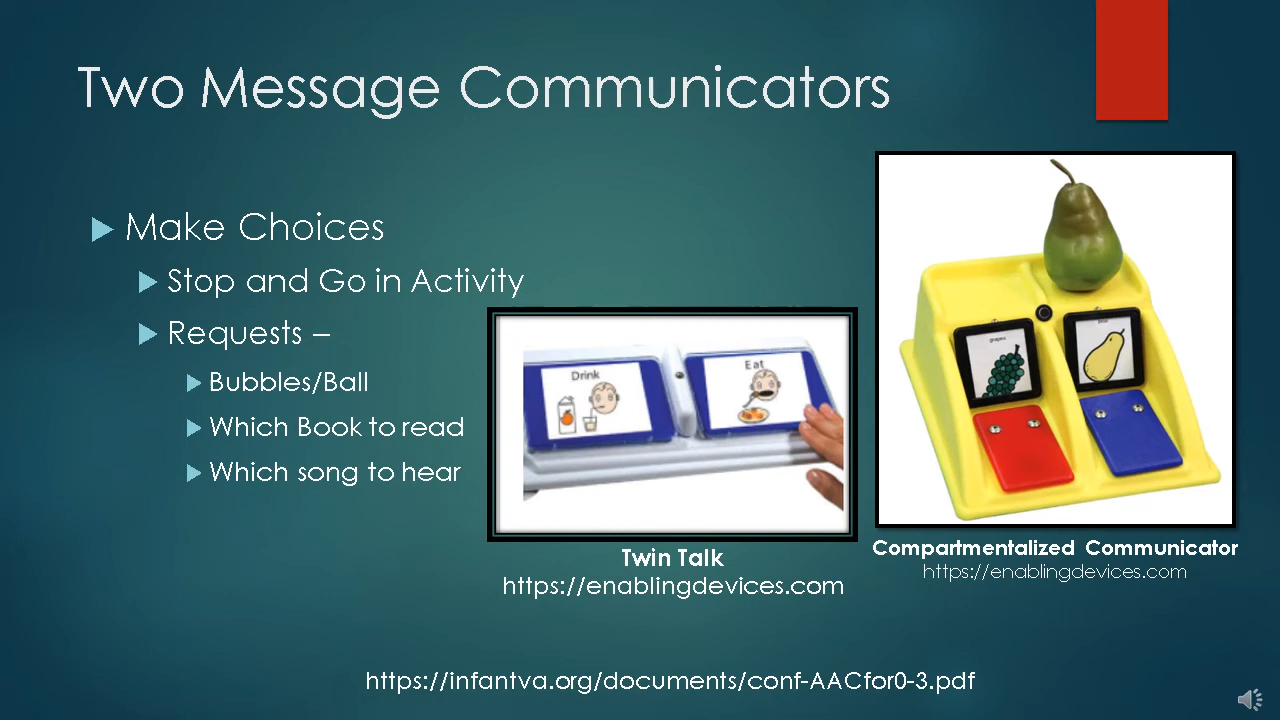 Two Message Communicators
Make Choices
Stop and Go in Activity
Requests –
Bubbles/Ball
Which Book to read
Which song to hear
Drink
Eat
Twin Talk
https://enablingdevices.com
grapes
pear
Compartmentalized Communicator
https://enablingdevices.com
https://infantva.org/documents/conf-AACfor0-3.pdf